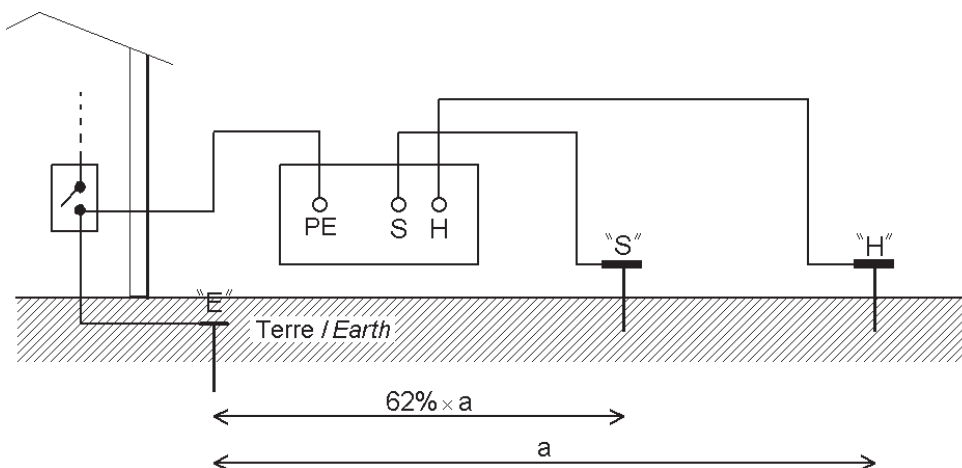 PE S H
"S"
"H"
"E"
Terre / Earth
62% × a
a